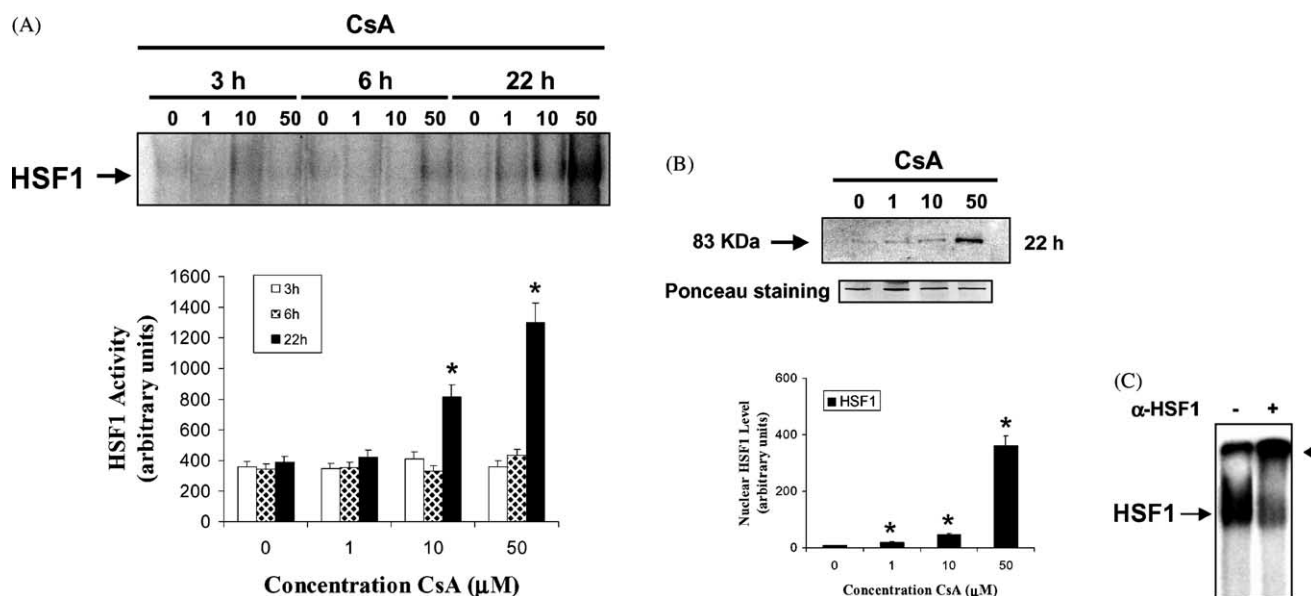 (A)
CsA
3 h 6 h 22 h
0 1 10 50 0 1 10 50 0 1 10 50
HSF1
1600
1400
1200
1000
800
600
400
200
0
HSF1 Activity
(arbitrary units)
3h
6h
22h
*
*
0 1 10 50
Concentration CsA (μM)
(B)
CsA
0 1 10 50
83 KDa
22 h
Ponceau staining
600
400
200
0
Nuclear HSF1 Level
(arbitrary units)
HSF1
*
*
*
0 1 10 50
Concentration CsA (μM)
(C)
α-HSF1 - +
HSF1